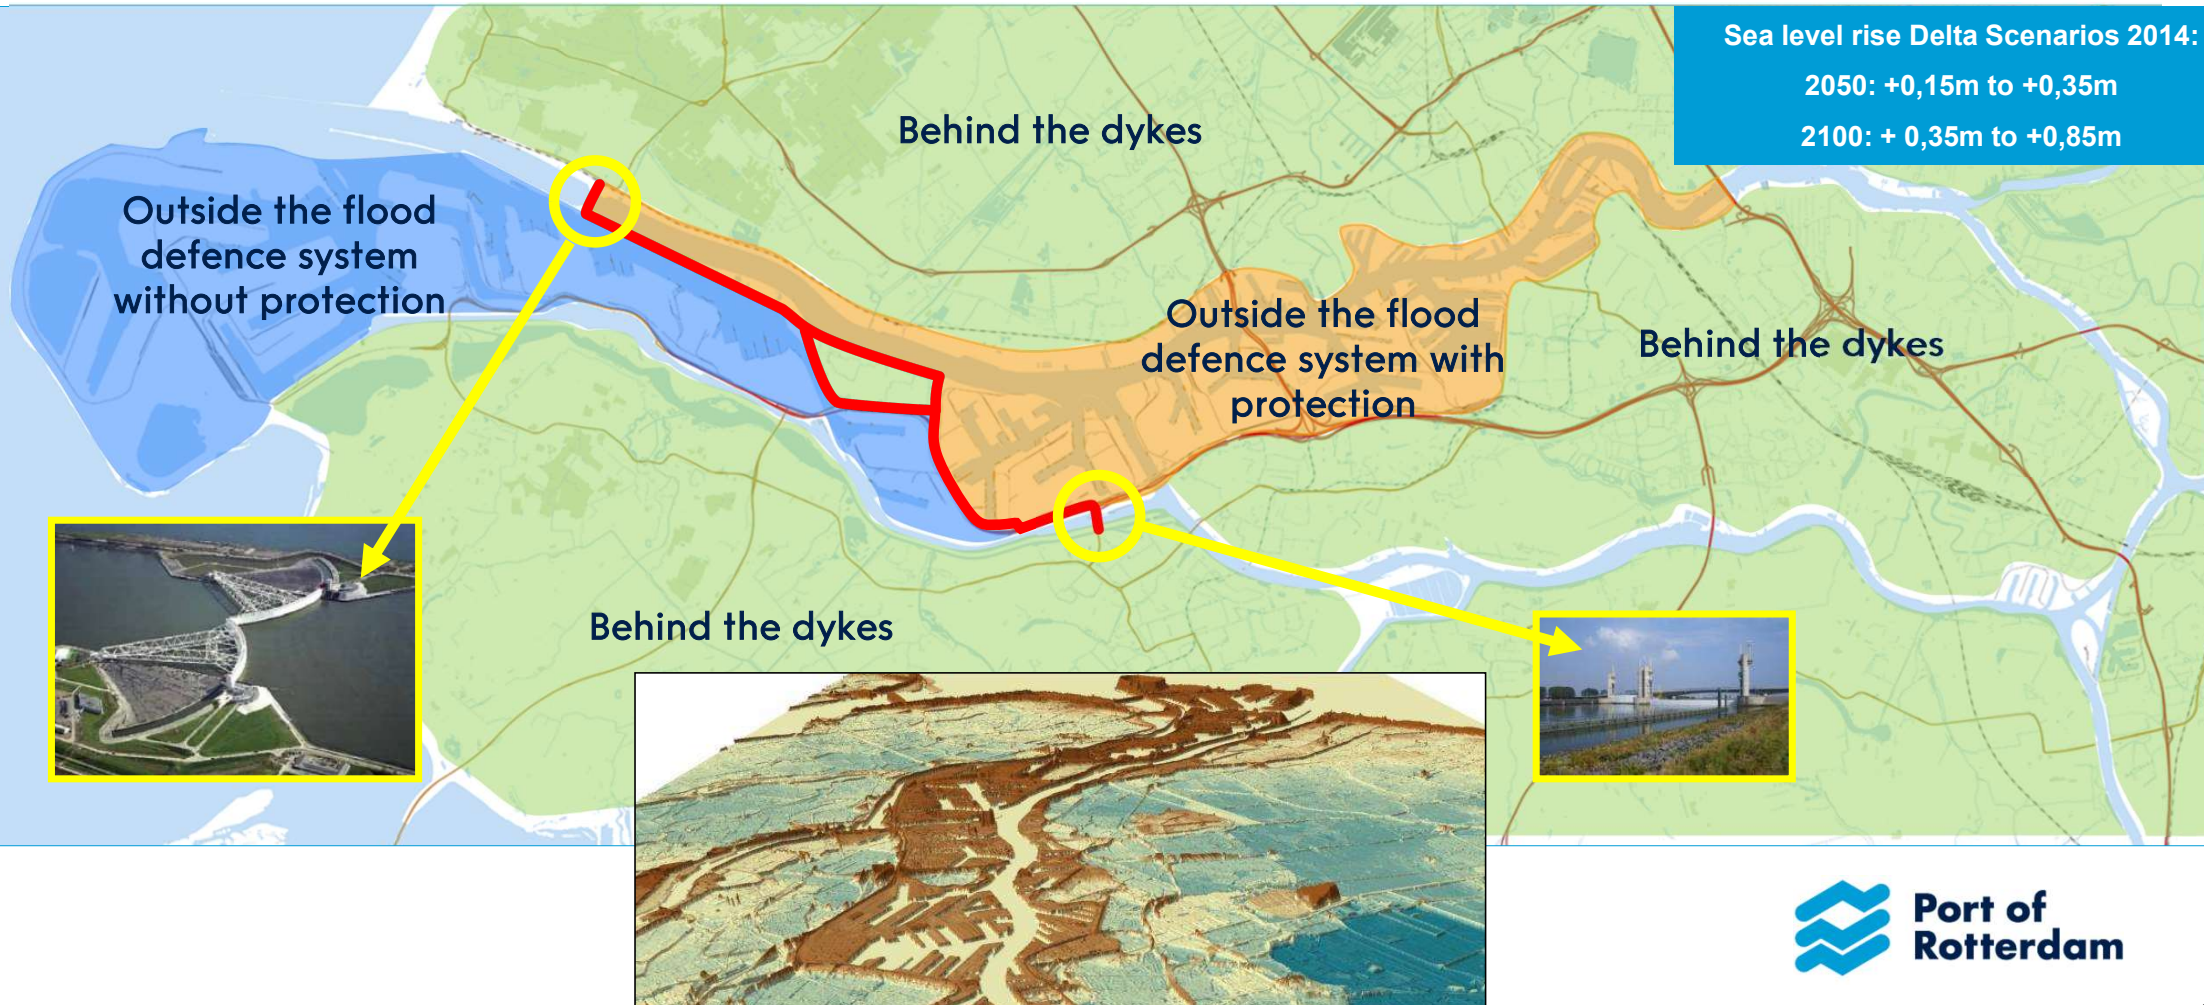 Sea level rise Delta Scenarios 2014:
2050: +0,15m to +0,35m
2100: + 0,35m to +0,85m
Behind the dykes
Outside the flood
defence system
without protection
Outside the flood
defence system with
protection
Behind the dykes
Behind the dykes
Port of
Rotterdam